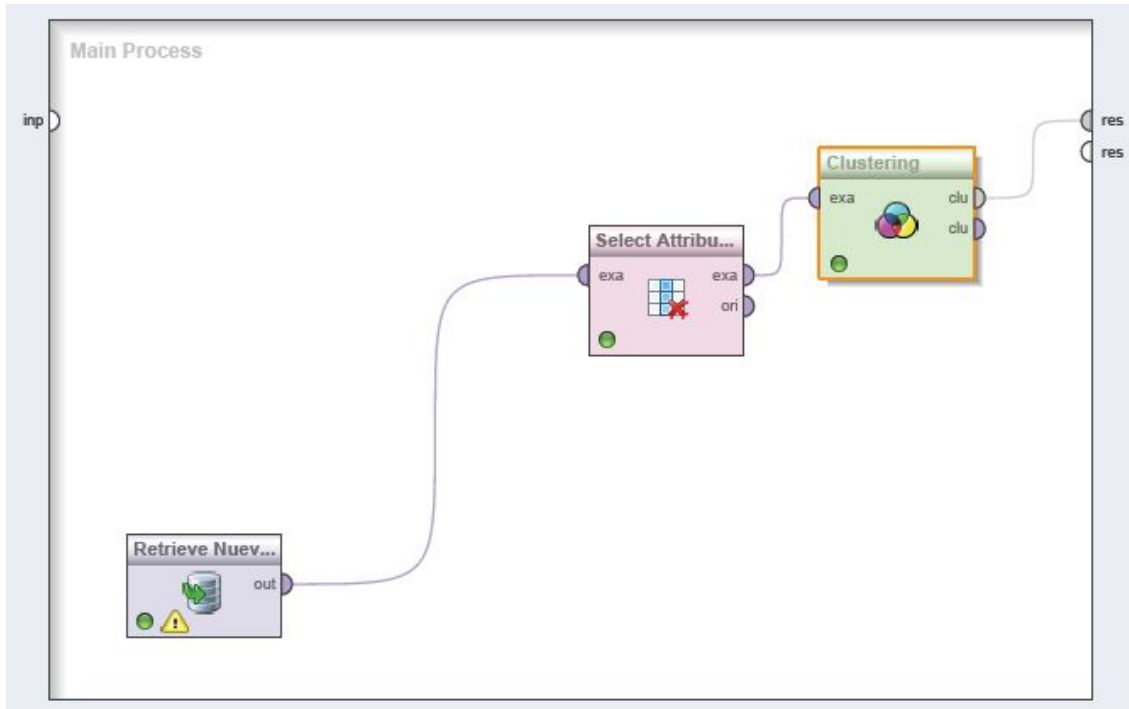 Main Process
inp
res
res
Clustering
exa
clu
clu
Select Attribu...
exa
exa
ori
Retrieve Nuev...
out